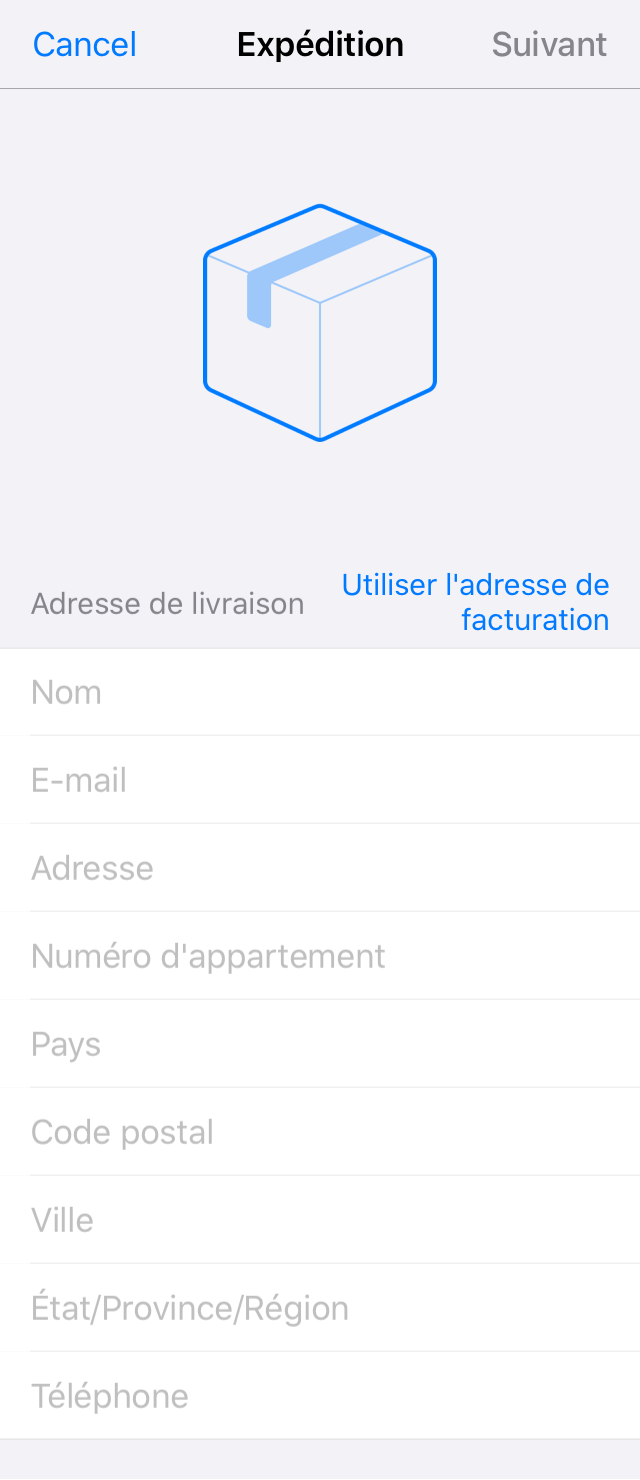 Cancel
Expédition
Suivant
Adresse de livraison
Utiliser l'adresse de
facturation
Nom
E-mail
Adresse
Numéro d'appartement
Pays
Code postal
Ville
État/Province/Région
Téléphone